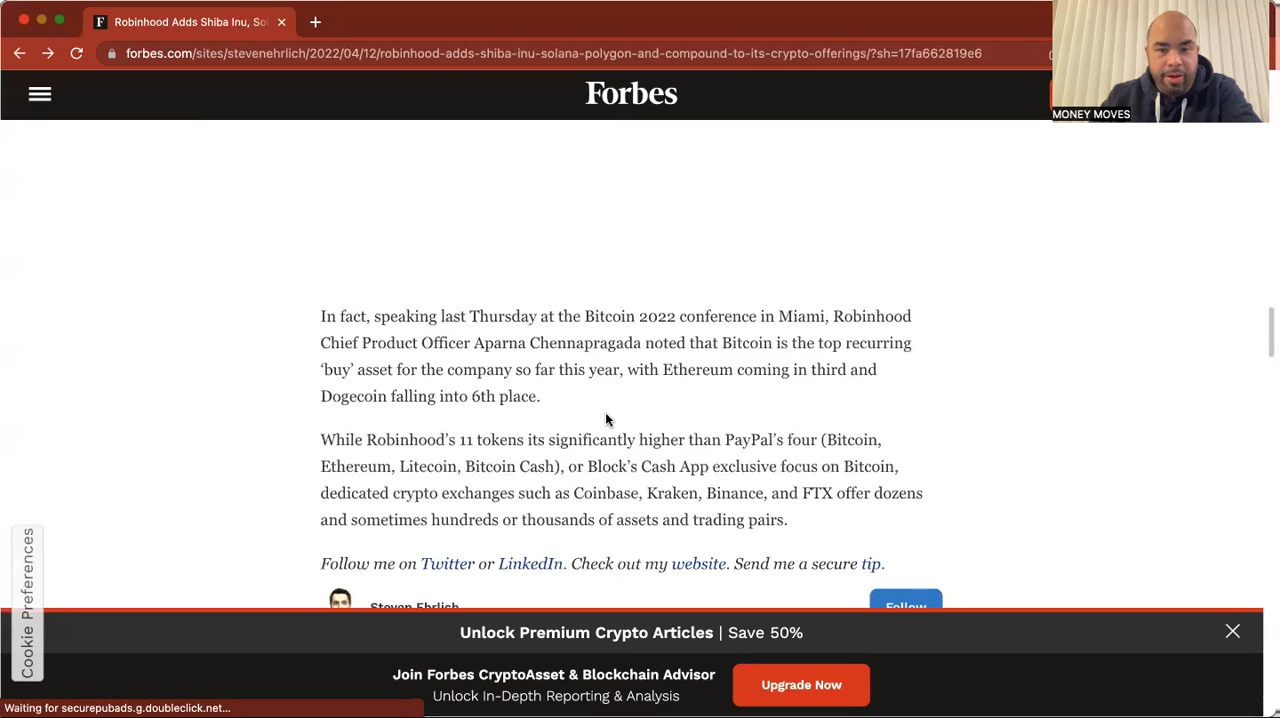 Robinhood Adds Shiba Inu, Sol
forbes.com/sites/stevenehrlich/2022/04/12/robinhood-adds-shiba-inu-solana-polygon-and-compound-to-its-crypto-offerings/?sh=17fa662819e6
Forbes
MONEY MOVES
In fact, speaking last Thursday at the Bitcoin 2022 conference in Miami, Robinhood
Chief Product Officer Aparna Chennapragada noted that Bitcoin is the top recurring
‘buy’ asset for the company so far this year, with Ethereum coming in third and
Dogecoin falling into 6th place.
While Robinhood’s 11 tokens its significantly higher than PayPal’s four (Bitcoin,
Ethereum, Litecoin, Bitcoin Cash), or Block’s Cash App exclusive focus on Bitcoin,
dedicated crypto exchanges such as Coinbase, Kraken, Binance, and FTX offer dozens
and sometimes hundreds or thousands of assets and trading pairs.
Follow me on Twitter or LinkedIn. Check out my website. Send me a secure tip.
Steven Ehrlich
Follow
Cookie Preferences
Unlock Premium Crypto Articles | Save 50%
Join Forbes CryptoAsset & Blockchain Advisor
Unlock In-Depth Reporting & Analysis
Upgrade Now
Waiting for securepubads.g.doubleclick.net...